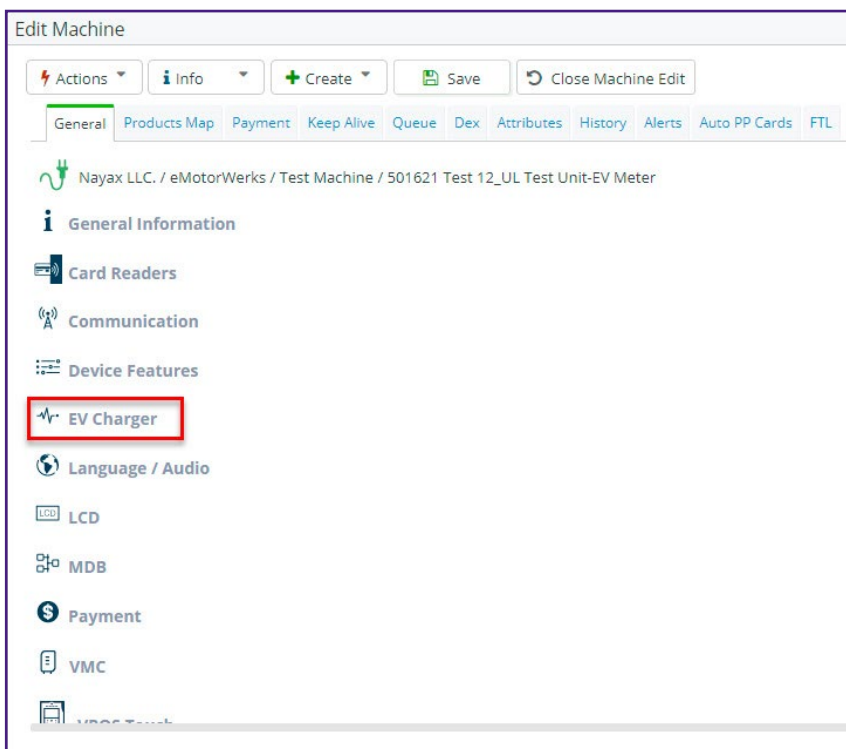 Edit Machine
Actions Info Create Save Close Machine Edit
General Products Map Payment Keep Alive Queue Dex Attributes History Alerts Auto PP Cards FTL
Nayax LLC. / eMotorWerks / Test Machine / 501621 Test 12_UL Test Unit-EV Meter
General Information
Card Readers
Communication
Device Features
EV Charger
Language / Audio
LCD
LCD
MDB
Payment
VMC